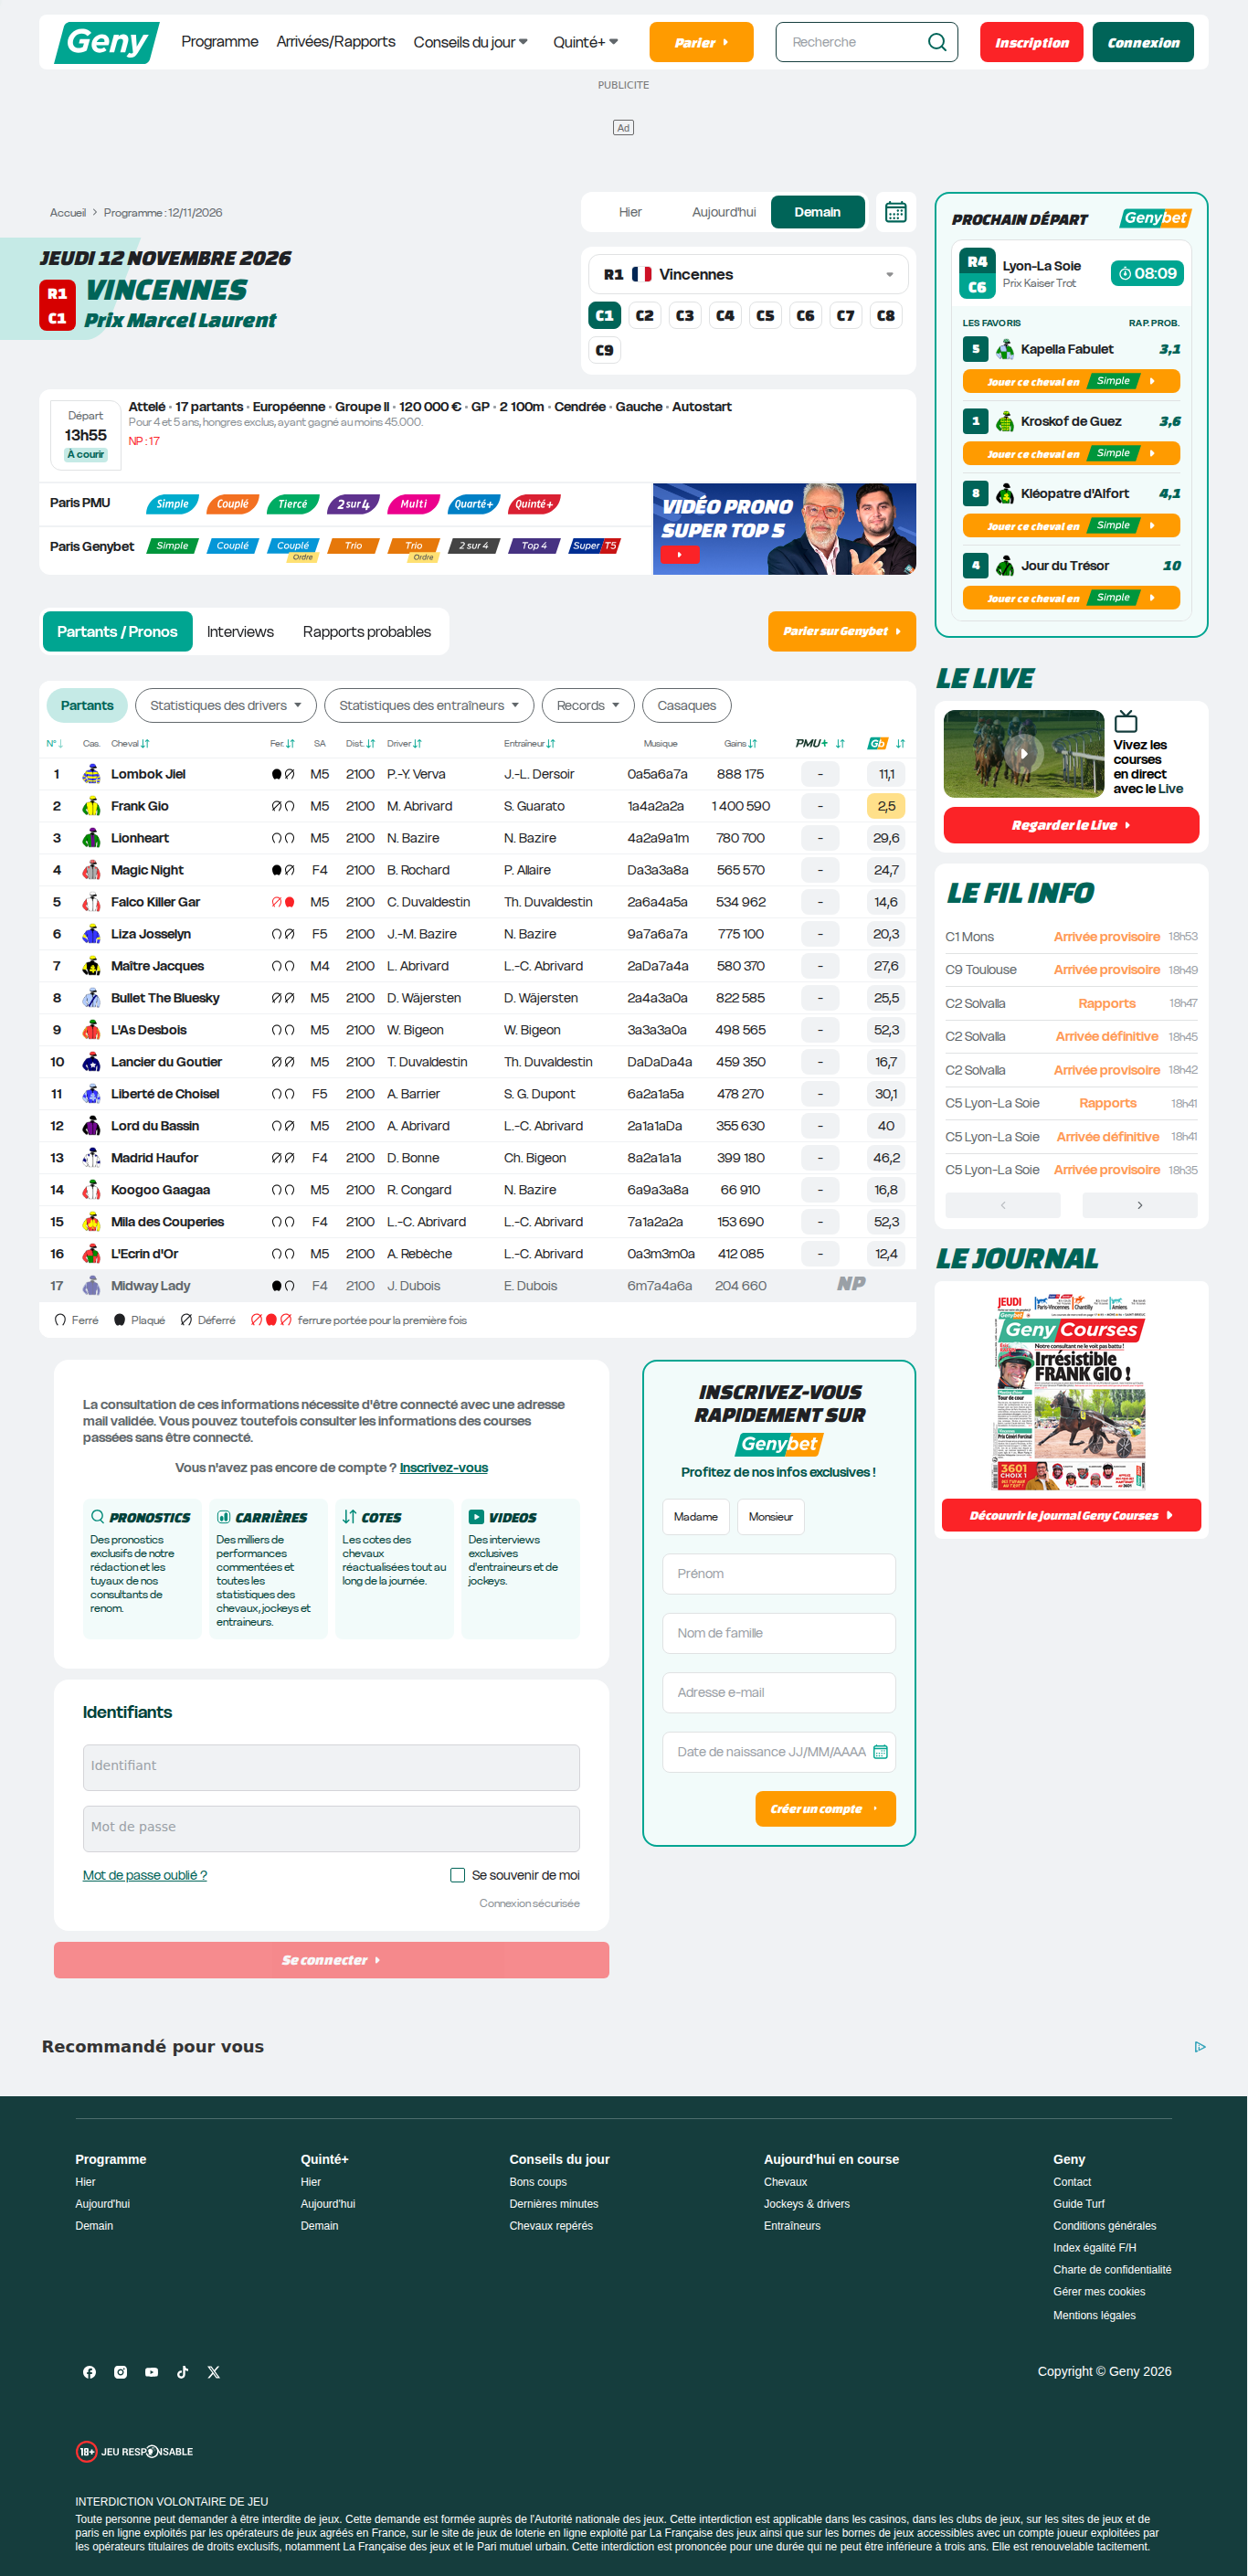 Geny
Programme
Arrivées/Rapports
Conseils du jour
Quinté+
Parier
Recherche
Inscription
Connexion
PUBLICITE
Ad
Accueil > Programme : 12/11/2026
Hier
Aujourd'hui
Demain
JEUDI 12 NOVEMBRE 2026
R1
C1
VINCENNES
Prix Marcel Laurent
R1 Vincennes
C1 C2 C3 C4 C5 C6 C7 C8
C9
Départ
13h55
À courir
Attelé • 17 partants • Européenne • Groupe II • 120 000 € • GP • 2 100m • Cendrée • Gauche • Autostart
Pour 4 et 5 ans, hongres exclus, ayant gagné au moins 45.000.
NP : 17
Paris PMU
Simple Couplé Tiercé 2sur4 Multi Quarté+ Quinté+
Paris Genybet
Simple Couplé Couplé Ordre Trio Trio Ordre 2 sur 4 Top 4 Super T5
VIDÉO PRONO
SUPER TOP 5
Partants / Pronos
Interviews
Rapports probables
Parier sur Genybet
Partants
Statistiques des drivers
Statistiques des entraîneurs
Records
Casaques
N° ↓ Cas. Cheval Fer. SA Dist. Driver Entraîneur Musique Gains PMU+ Gb
1 Lombok Jiel M5 2100 P.-Y. Verva J.-L. Dersoir 0a5a6a7a 888 175 - 11,1
2 Frank Gio M5 2100 M. Abrivard S. Guarato 1a4a2a2a 1 400 590 - 2,5
3 Lionheart M5 2100 N. Bazire N. Bazire 4a2a9a1m 780 700 - 29,6
4 Magic Night F4 2100 B. Rochard P. Allaire Da3a3a8a 565 570 - 24,7
5 Falco Killer Gar M5 2100 C. Duvaldestin Th. Duvaldestin 2a6a4a5a 534 962 - 14,6
6 Liza Josselyn F5 2100 J.-M. Bazire N. Bazire 9a7a6a7a 775 100 - 20,3
7 Maître Jacques M4 2100 L. Abrivard L.-C. Abrivard 2aDa7a4a 580 370 - 27,6
8 Bullet The Bluesky M5 2100 D. Wäjersten D. Wäjersten 2a4a3a0a 822 585 - 25,5
9 L'As Desbois M5 2100 W. Bigeon W. Bigeon 3a3a3a0a 498 565 - 52,3
10 Lancier du Goutier M5 2100 T. Duvaldestin Th. Duvaldestin DaDaDa4a 459 350 - 16,7
11 Liberté de Choisel F5 2100 A. Barrier S. G. Dupont 6a2a1a5a 478 270 - 30,1
12 Lord du Bassin M5 2100 A. Abrivard L.-C. Abrivard 2a1a1aDa 355 630 - 40
13 Madrid Haufor F4 2100 D. Bonne Ch. Bigeon 8a2a1a1a 399 180 - 46,2
14 Koogoo Gaagaa M5 2100 R. Congard N. Bazire 6a9a3a8a 66 910 - 16,8
15 Mila des Couperies F4 2100 L.-C. Abrivard L.-C. Abrivard 7a1a2a2a 153 690 - 52,3
16 L'Ecrin d'Or M5 2100 A. Rebèche L.-C. Abrivard 0a3m3m0a 412 085 - 12,4
17 Midway Lady F4 2100 J. Dubois E. Dubois 6m7a4a6a 204 660 NP
Ferré Plaqué Déferré ferrure portée pour la première fois
La consultation de ces informations nécessite d'être connecté avec une adresse
mail validée. Vous pouvez toutefois consulter les informations des courses
passées sans être connecté.
Vous n'avez pas encore de compte ? Inscrivez-vous
PRONOSTICS
Des pronostics
exclusifs de notre
rédaction et les
tuyaux de nos
consultants de
renom.
CARRIÈRES
Des milliers de
performances
commentées et
toutes les
statistiques des
chevaux, jockeys et
entraineurs.
COTES
Les cotes des
chevaux
réactualisées tout au
long de la journée.
VIDEOS
Des interviews
exclusives
d'entraineurs et de
jockeys.
Identifiants
Identifiant
Mot de passe
Mot de passe oublié ?
Se souvenir de moi
Connexion sécurisée
Se connecter
INSCRIVEZ-VOUS
RAPIDEMENT SUR
Genybet
Profitez de nos infos exclusives !
Madame
Monsieur
Prénom
Nom de famille
Adresse e-mail
Date de naissance JJ/MM/AAAA
Créer un compte
PROCHAIN DÉPART
Genybet
R4
C6
Lyon-La Soie
Prix Kaiser Trot
08:09
LES FAVORIS
RAP. PROB.
5 Kapella Fabulet 3,1
Jouer ce cheval en Simple
1 Kroskof de Guez 3,6
Jouer ce cheval en Simple
8 Kléopatre d'Alfort 4,1
Jouer ce cheval en Simple
4 Jour du Trésor 10
Jouer ce cheval en Simple
LE LIVE
Vivez les
courses
en direct
avec le Live
Regarder le Live
LE FIL INFO
C1 Mons Arrivée provisoire 18h53
C9 Toulouse Arrivée provisoire 18h49
C2 Solvalla Rapports 18h47
C2 Solvalla Arrivée définitive 18h45
C2 Solvalla Arrivée provisoire 18h42
C5 Lyon-La Soie Rapports 18h41
C5 Lyon-La Soie Arrivée définitive 18h41
C5 Lyon-La Soie Arrivée provisoire 18h35
LE JOURNAL
JEUDI
Paris-Vincennes
Chantilly
Amiens
Geny Courses
Notre consultant ne le voit pas battu !
Irrésistible
FRANK GIO !
3601
CHOIX 1
Découvrir le journal Geny Courses
Recommandé pour vous
Programme
Hier
Aujourd'hui
Demain
Quinté+
Hier
Aujourd'hui
Demain
Conseils du jour
Bons coups
Dernières minutes
Chevaux repérés
Aujourd'hui en course
Chevaux
Jockeys & drivers
Entraîneurs
Geny
Contact
Guide Turf
Conditions générales
Index égalité F/H
Charte de confidentialité
Gérer mes cookies
Mentions légales
Copyright © Geny 2026
18+ JEU RESPONSABLE
INTERDICTION VOLONTAIRE DE JEU
Toute personne peut demander à être interdite de jeux. Cette demande est formée auprès de l'Autorité nationale des jeux. Cette interdiction est applicable dans les casinos, dans les clubs de jeux, sur les sites de jeux et de
paris en ligne exploités par les opérateurs de jeux agréés en France, sur le site de jeux de loterie en ligne exploité par La Française des jeux ainsi que sur les bornes de jeux accessibles avec un compte joueur exploitées par
les opérateurs titulaires de droits exclusifs, notamment La Française des jeux et le Pari mutuel urbain. Cette interdiction est prononcée pour une durée qui ne peut être inférieure à trois ans. Elle est renouvelable tacitement.